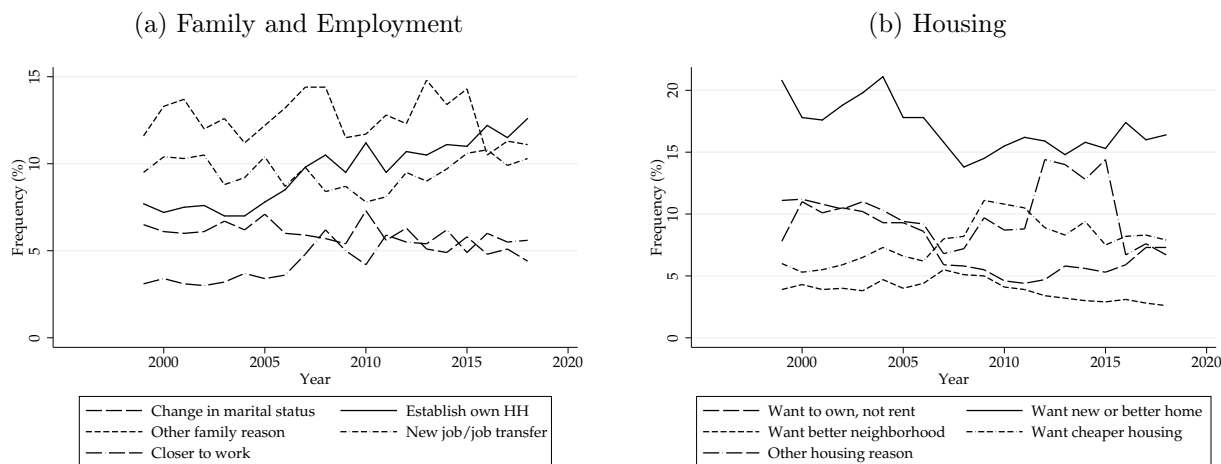 (a) Family and Employment
15
10
5
0
Frequency (%)
2000 2005 2010 2015 2020
Year
Change in marital status Establish own HH
Other family reason New job/job transfer
Closer to work
(b) Housing
20
15
10
5
0
Frequency (%)
2000 2005 2010 2015 2020
Year
Want to own, not rent Want new or better home
Want better neighborhood Want cheaper housing
Other housing reason